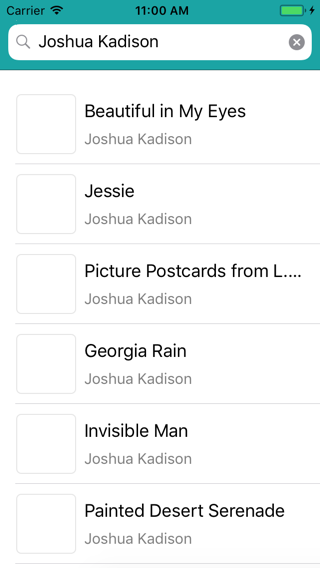 Carrier 11:00 AM
Joshua Kadison
Beautiful in My Eyes
Joshua Kadison
Jessie
Joshua Kadison
Picture Postcards from L....
Joshua Kadison
Georgia Rain
Joshua Kadison
Invisible Man
Joshua Kadison
Painted Desert Serenade
Joshua Kadison